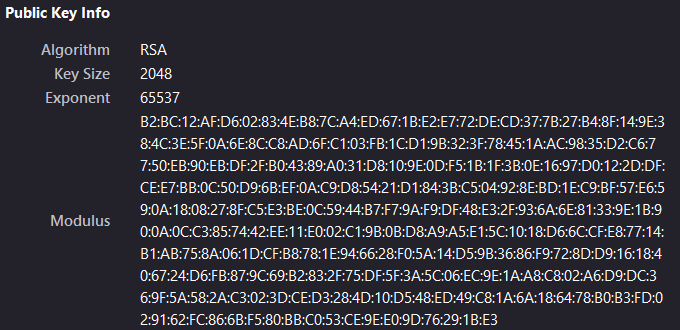 Public Key Info
Algorithm RSA
Key Size 2048
Exponent 65537
B2:BC:12:AF:D6:02:83:4E:B8:7C:A4:ED:67:1B:E2:E7:72:DE:CD:37:7B:27:B4:8F:14:9E:3
8:4C:3E:5F:0A:6E:8C:C8:AD:6F:C1:03:FB:1C:D1:9B:32:3F:78:45:1A:AC:98:35:D2:C6:7
7:50:EB:90:EB:DF:2F:B0:43:89:A0:31:D8:10:9E:0D:F5:1B:1F:3B:0E:16:97:D0:12:2D:DF:
CE:E7:BB:0C:50:D9:6B:EF:0A:C9:D8:54:21:D1:84:3B:C5:04:92:8E:BD:1E:C9:BF:57:E6:5
9:0A:18:08:27:8F:C5:E3:BE:0C:59:44:B7:F7:9A:F9:DF:48:E3:2F:93:6A:6E:81:33:9E:1B:9
Modulus 0:0A:0C:C3:85:74:42:EE:11:E0:02:C1:9B:0B:D8:A9:A5:E1:5C:10:18:D6:6C:CF:E8:77:14:
B1:AB:75:8A:06:1D:CF:B8:78:1E:94:66:28:F0:5A:14:D5:9B:36:86:F9:72:8D:D9:16:18:4
0:67:24:D6:FB:87:9C:69:B2:83:2F:75:DF:5F:3A:5C:06:EC:9E:1A:A8:C8:02:A6:D9:DC:3
6:9F:5A:58:2A:C3:02:3D:CE:D3:28:4D:10:D5:48:ED:49:C8:1A:6A:18:64:78:B0:B3:FD:0
2:91:62:FC:86:6B:F5:80:BB:C0:53:CE:9E:E0:9D:76:29:1B:E3